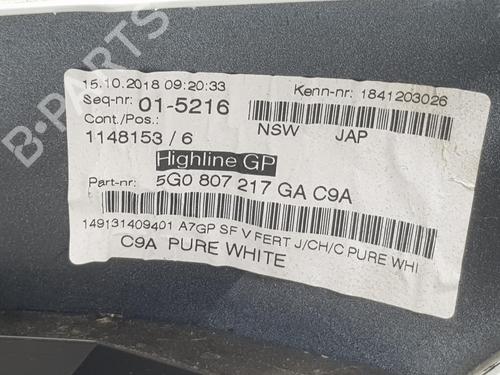 15.10.2018 09:20:33
Kenn-nr: 1841203026
Seq-nr: 01-5216
Cont./Pos.:
NSW JAP
1148153 / 6
Highline GP
Part-nr: 5G0 807 217 GA C9A
149131409401 A7GP SF V FERT J/CH/C PURE WHI
C9A PURE WHITE
B-PARTS